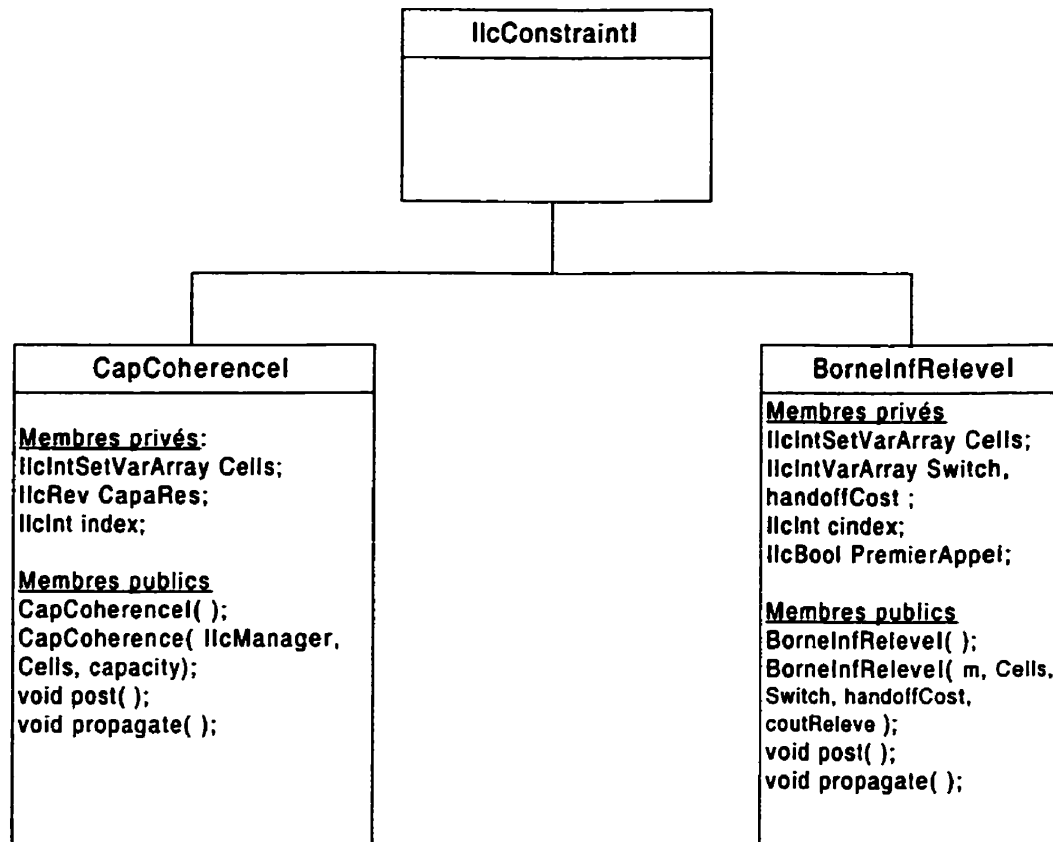 IlcConstraintI
CapCoherenceI
Membres privés:
IlcIntSetVarArray Cells;
IlcRev CapaRes;
IlcInt index;
Membres publics
CapCoherenceI( );
CapCoherence( IlcManager,
Cells, capacity);
void post( );
void propagate( );
BorneInfReleveI
Membres privés
IlcIntSetVarArray Cells;
IlcIntVarArray Switch,
handoffCost ;
IlcInt cindex;
IlcBool PremierAppel;
Membres publics
BorneInfReleveI( );
BorneInfReleveI( m, Cells,
Switch, handoffCost,
coutReleve );
void post( );
void propagate( );